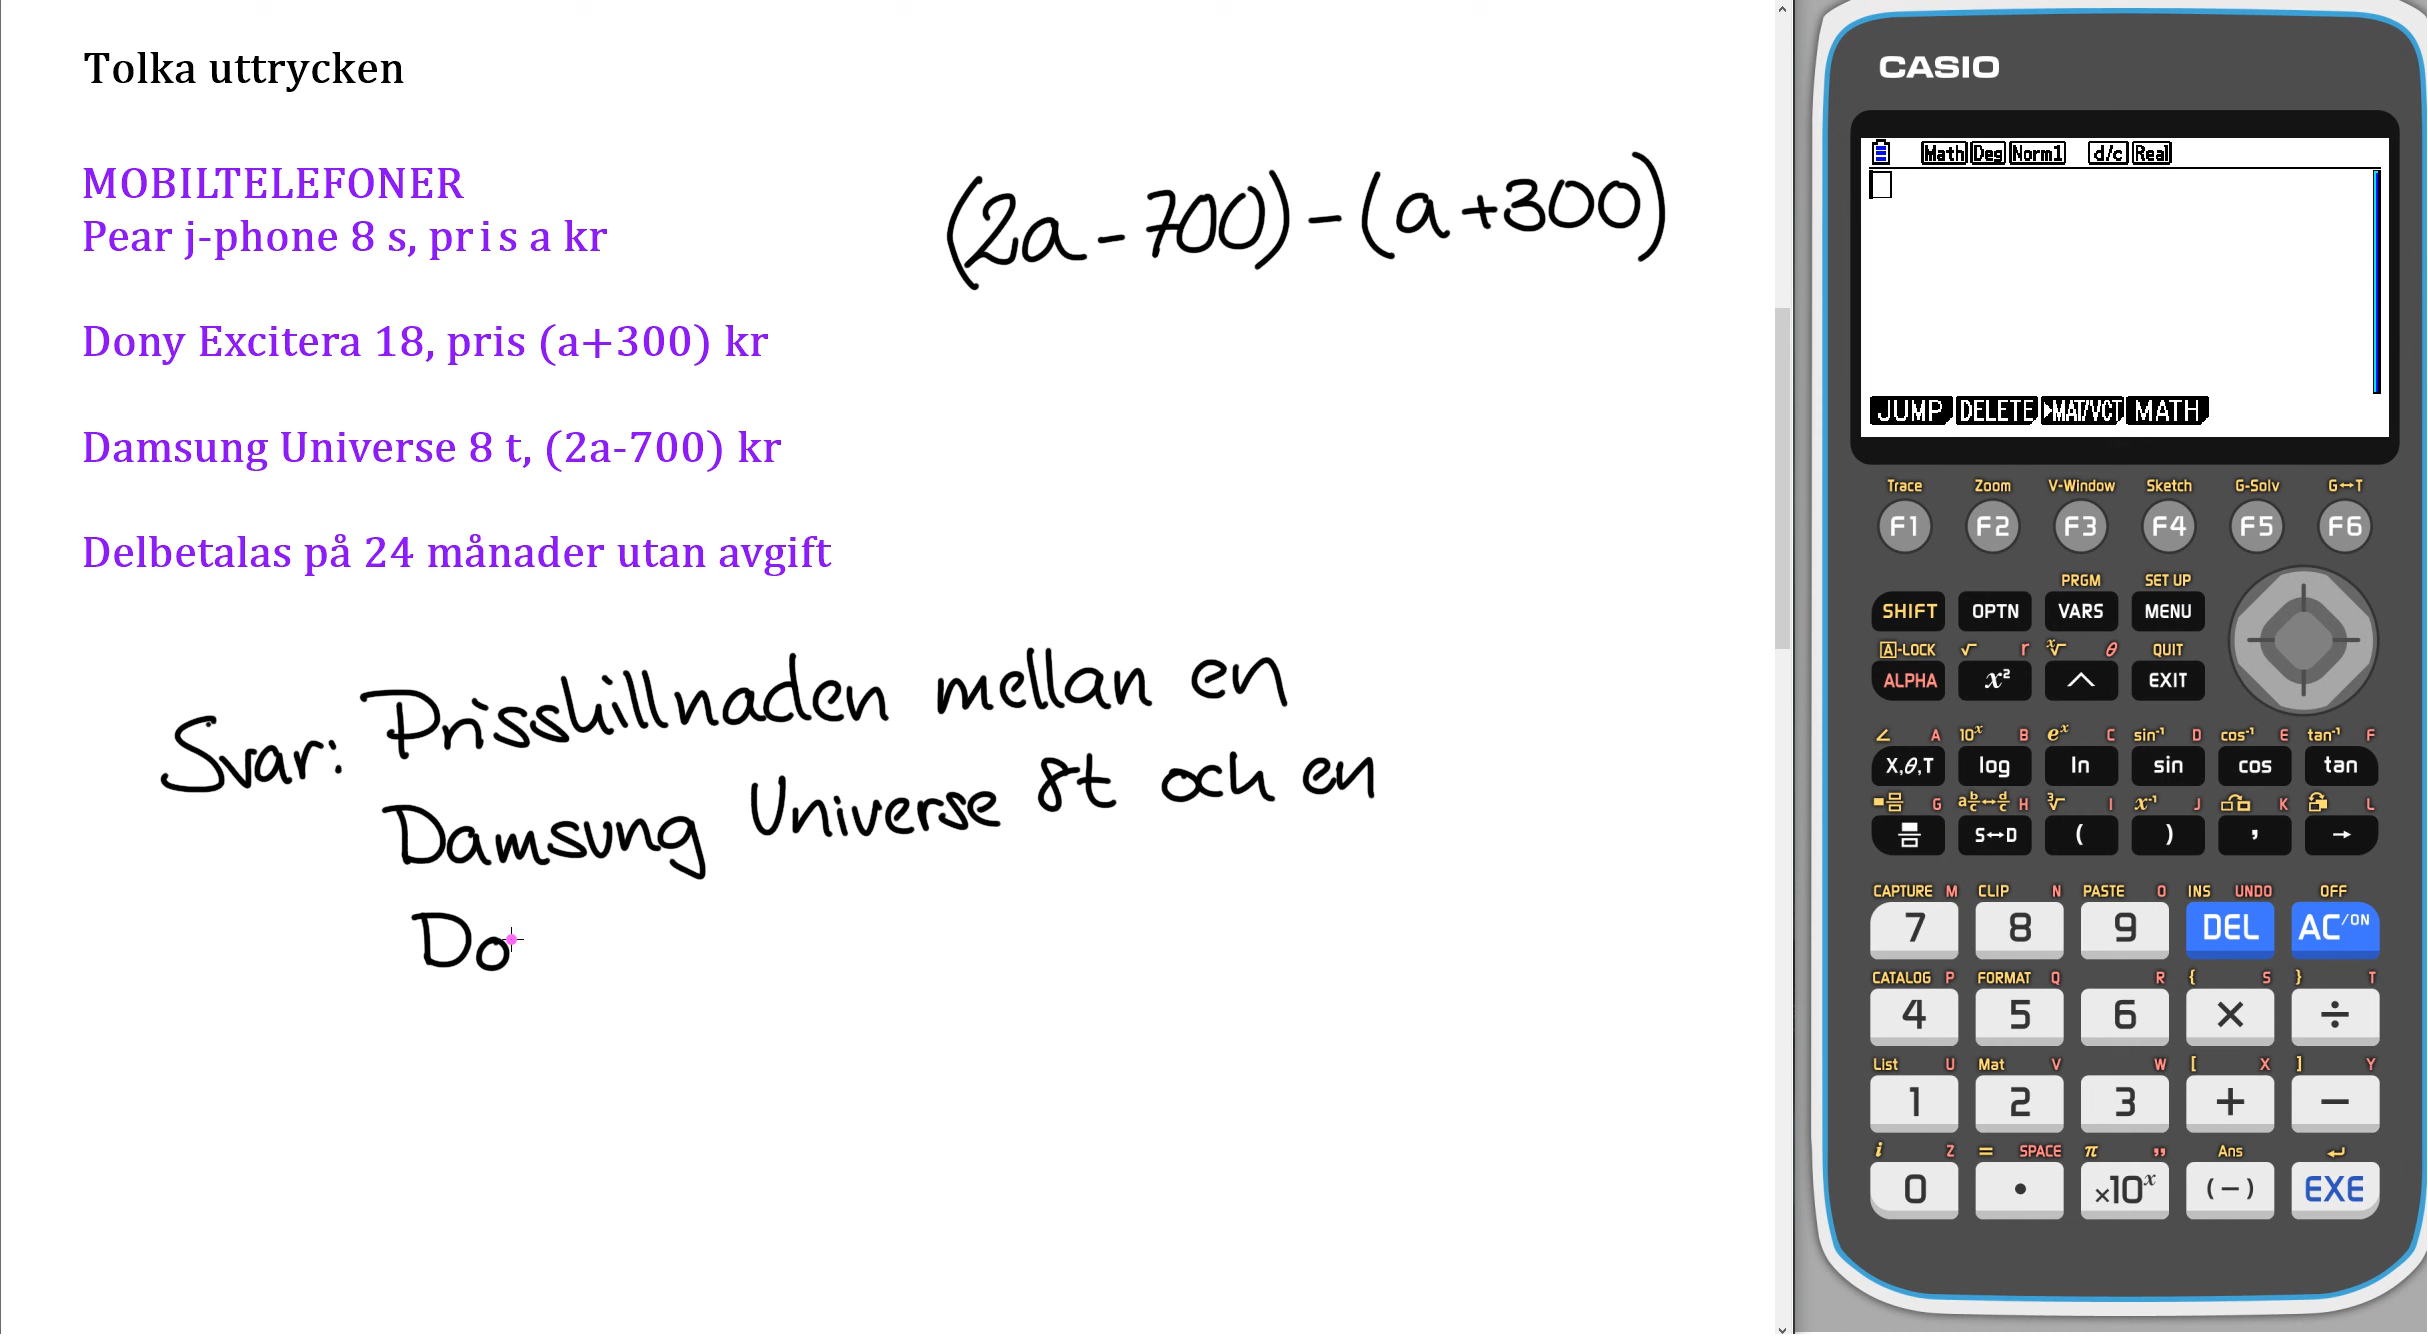 Tolka uttrycken
MOBILTELEFONER
Pear j-phone 8 s, pris a kr
Dony Excitera 18, pris (a+300) kr
Damsung Universe 8 t, (2a-700) kr
Delbetalas på 24 månader utan avgift
(2a - 700) - (a + 300)
Svar: Prisskillnaden mellan en
Damsung Universe 8t och en
Do
CASIO
Math Deg Norm1 d/c Real
JUMP DELETE ▶MAT/VCT MATH
Trace Zoom V-Window Sketch G-Solv G↔T
F1 F2 F3 F4 F5 F6
PRGM SET UP
SHIFT OPTN VARS MENU
A-LOCK √ r ˣ√ θ QUIT
ALPHA x² ^ EXIT
∠ A 10ˣ B eˣ C sin⁻¹ D cos⁻¹ E tan⁻¹ F
X,θ,T log ln sin cos tan
G a b/c↔d/c H ³√ I x⁻¹ J K L
S↔D ( ) , →
CAPTURE M CLIP N PASTE O INS UNDO OFF
7 8 9 DEL AC/ON
CATALOG P FORMAT Q R { S } T
4 5 6 × ÷
List U Mat V W [ X ] Y
1 2 3 + −
i Z = SPACE π " Ans ↵
0 • ×10ˣ (−) EXE